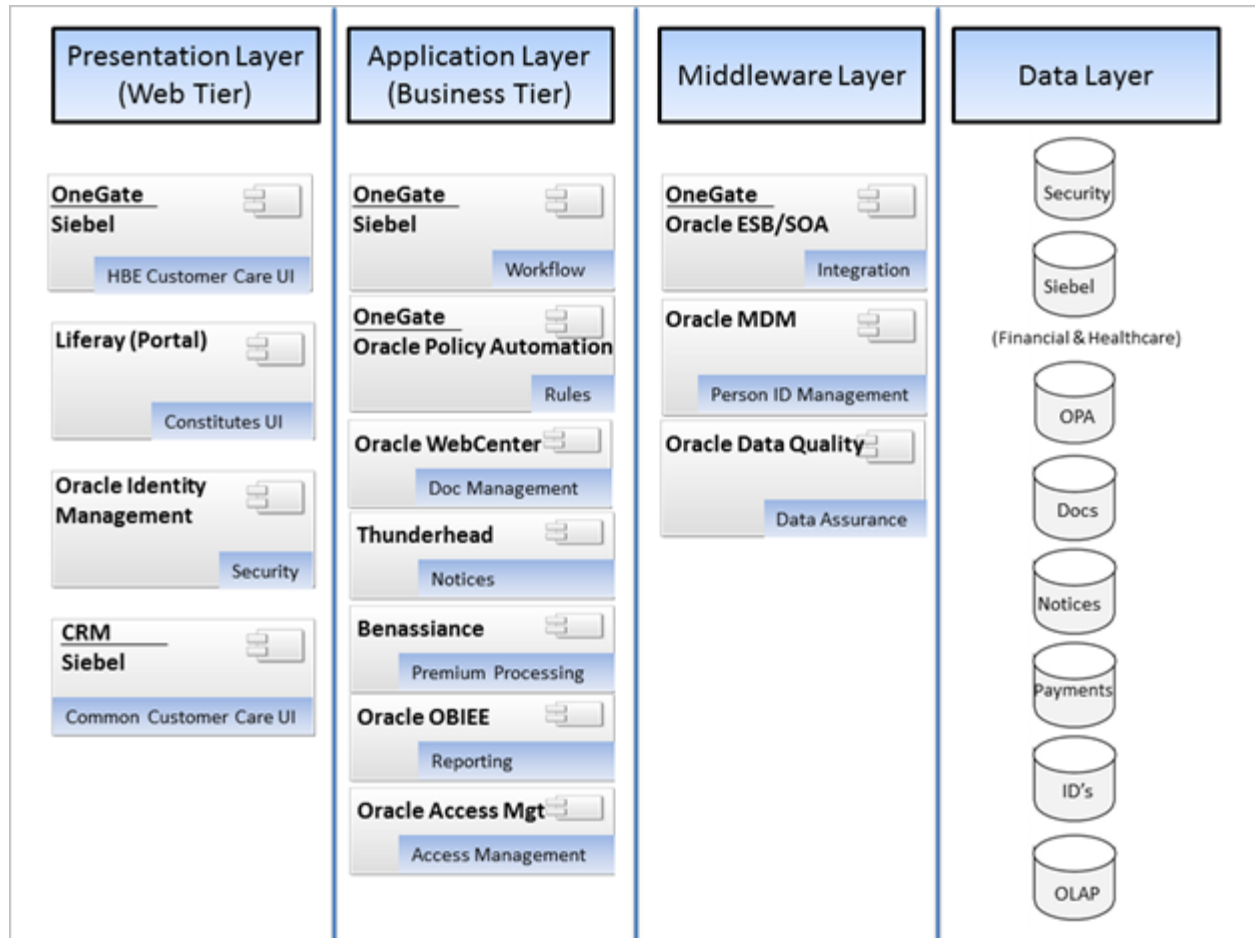 Presentation Layer
(Web Tier)
OneGate
Siebel
HBE Customer Care UI
Liferay (Portal)
Constitutes UI
Oracle Identity
Management
Security
CRM
Siebel
Common Customer Care UI
Application Layer
(Business Tier)
OneGate
Siebel
Workflow
OneGate
Oracle Policy Automation
Rules
Oracle WebCenter
Doc Management
Thunderhead
Notices
Benassiance
Premium Processing
Oracle OBIEE
Reporting
Oracle Access Mgt
Access Management
Middleware Layer
OneGate
Oracle ESB/SOA
Integration
Oracle MDM
Person ID Management
Oracle Data Quality
Data Assurance
Data Layer
Security
Siebel
(Financial & Healthcare)
OPA
Docs
Notices
Payments
ID's
OLAP